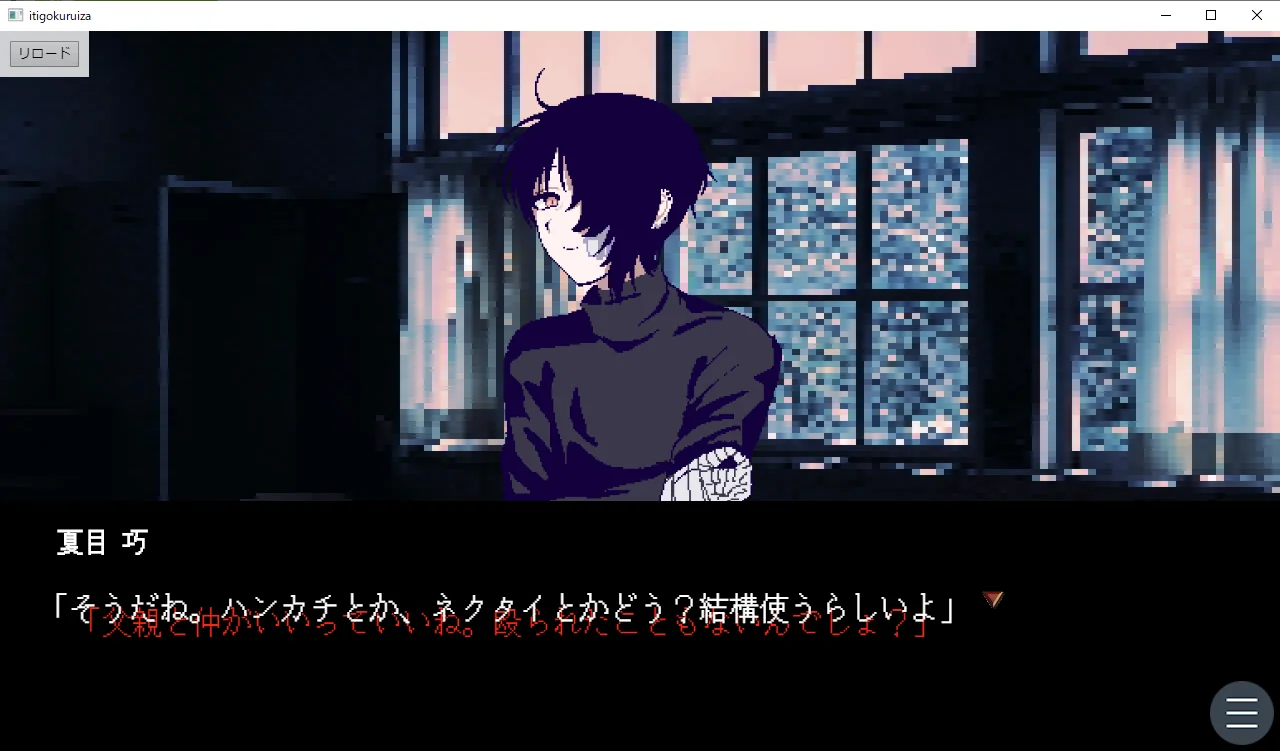 itigokuruiza
リロード
夏目 巧
「そうだね。ハンカチとか、ネクタイとかどう？結構使うらしいよ」
「父親と仲がいいっていいね。殴られたこともないんでしょ？」